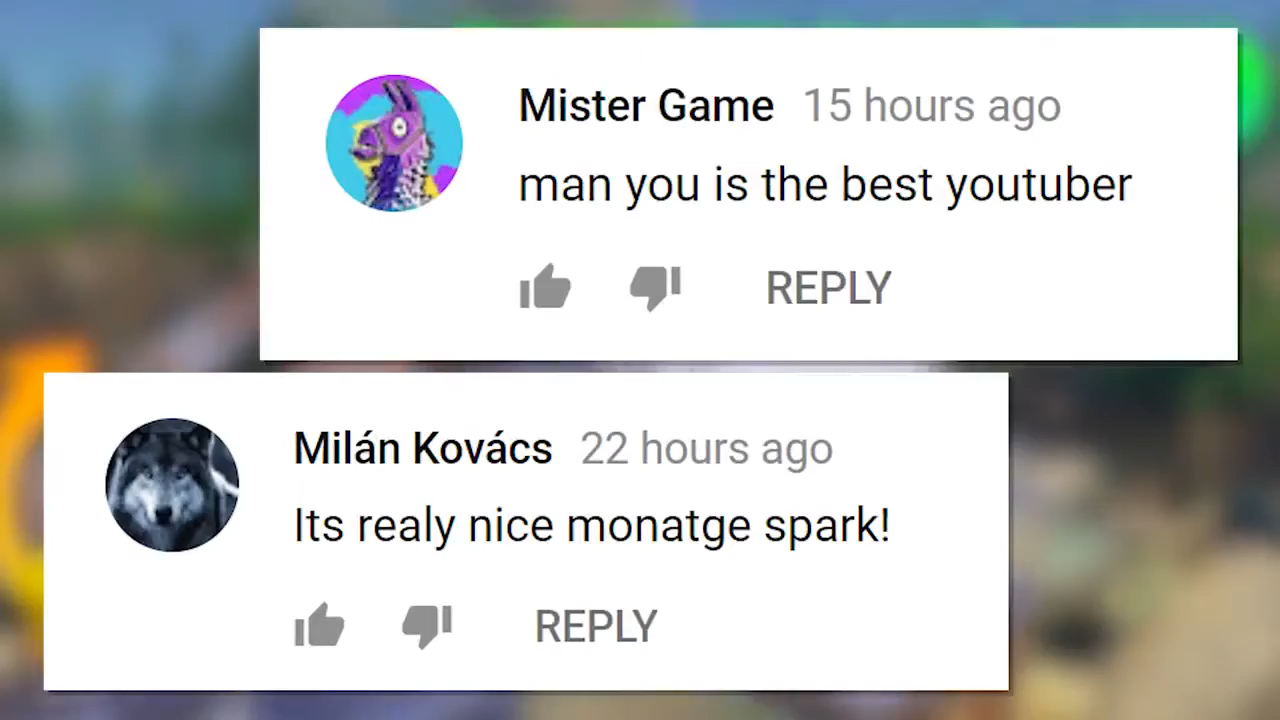 Mister Game 15 hours ago
man you is the best youtuber
REPLY
Milán Kovács 22 hours ago
Its realy nice monatge spark!
REPLY